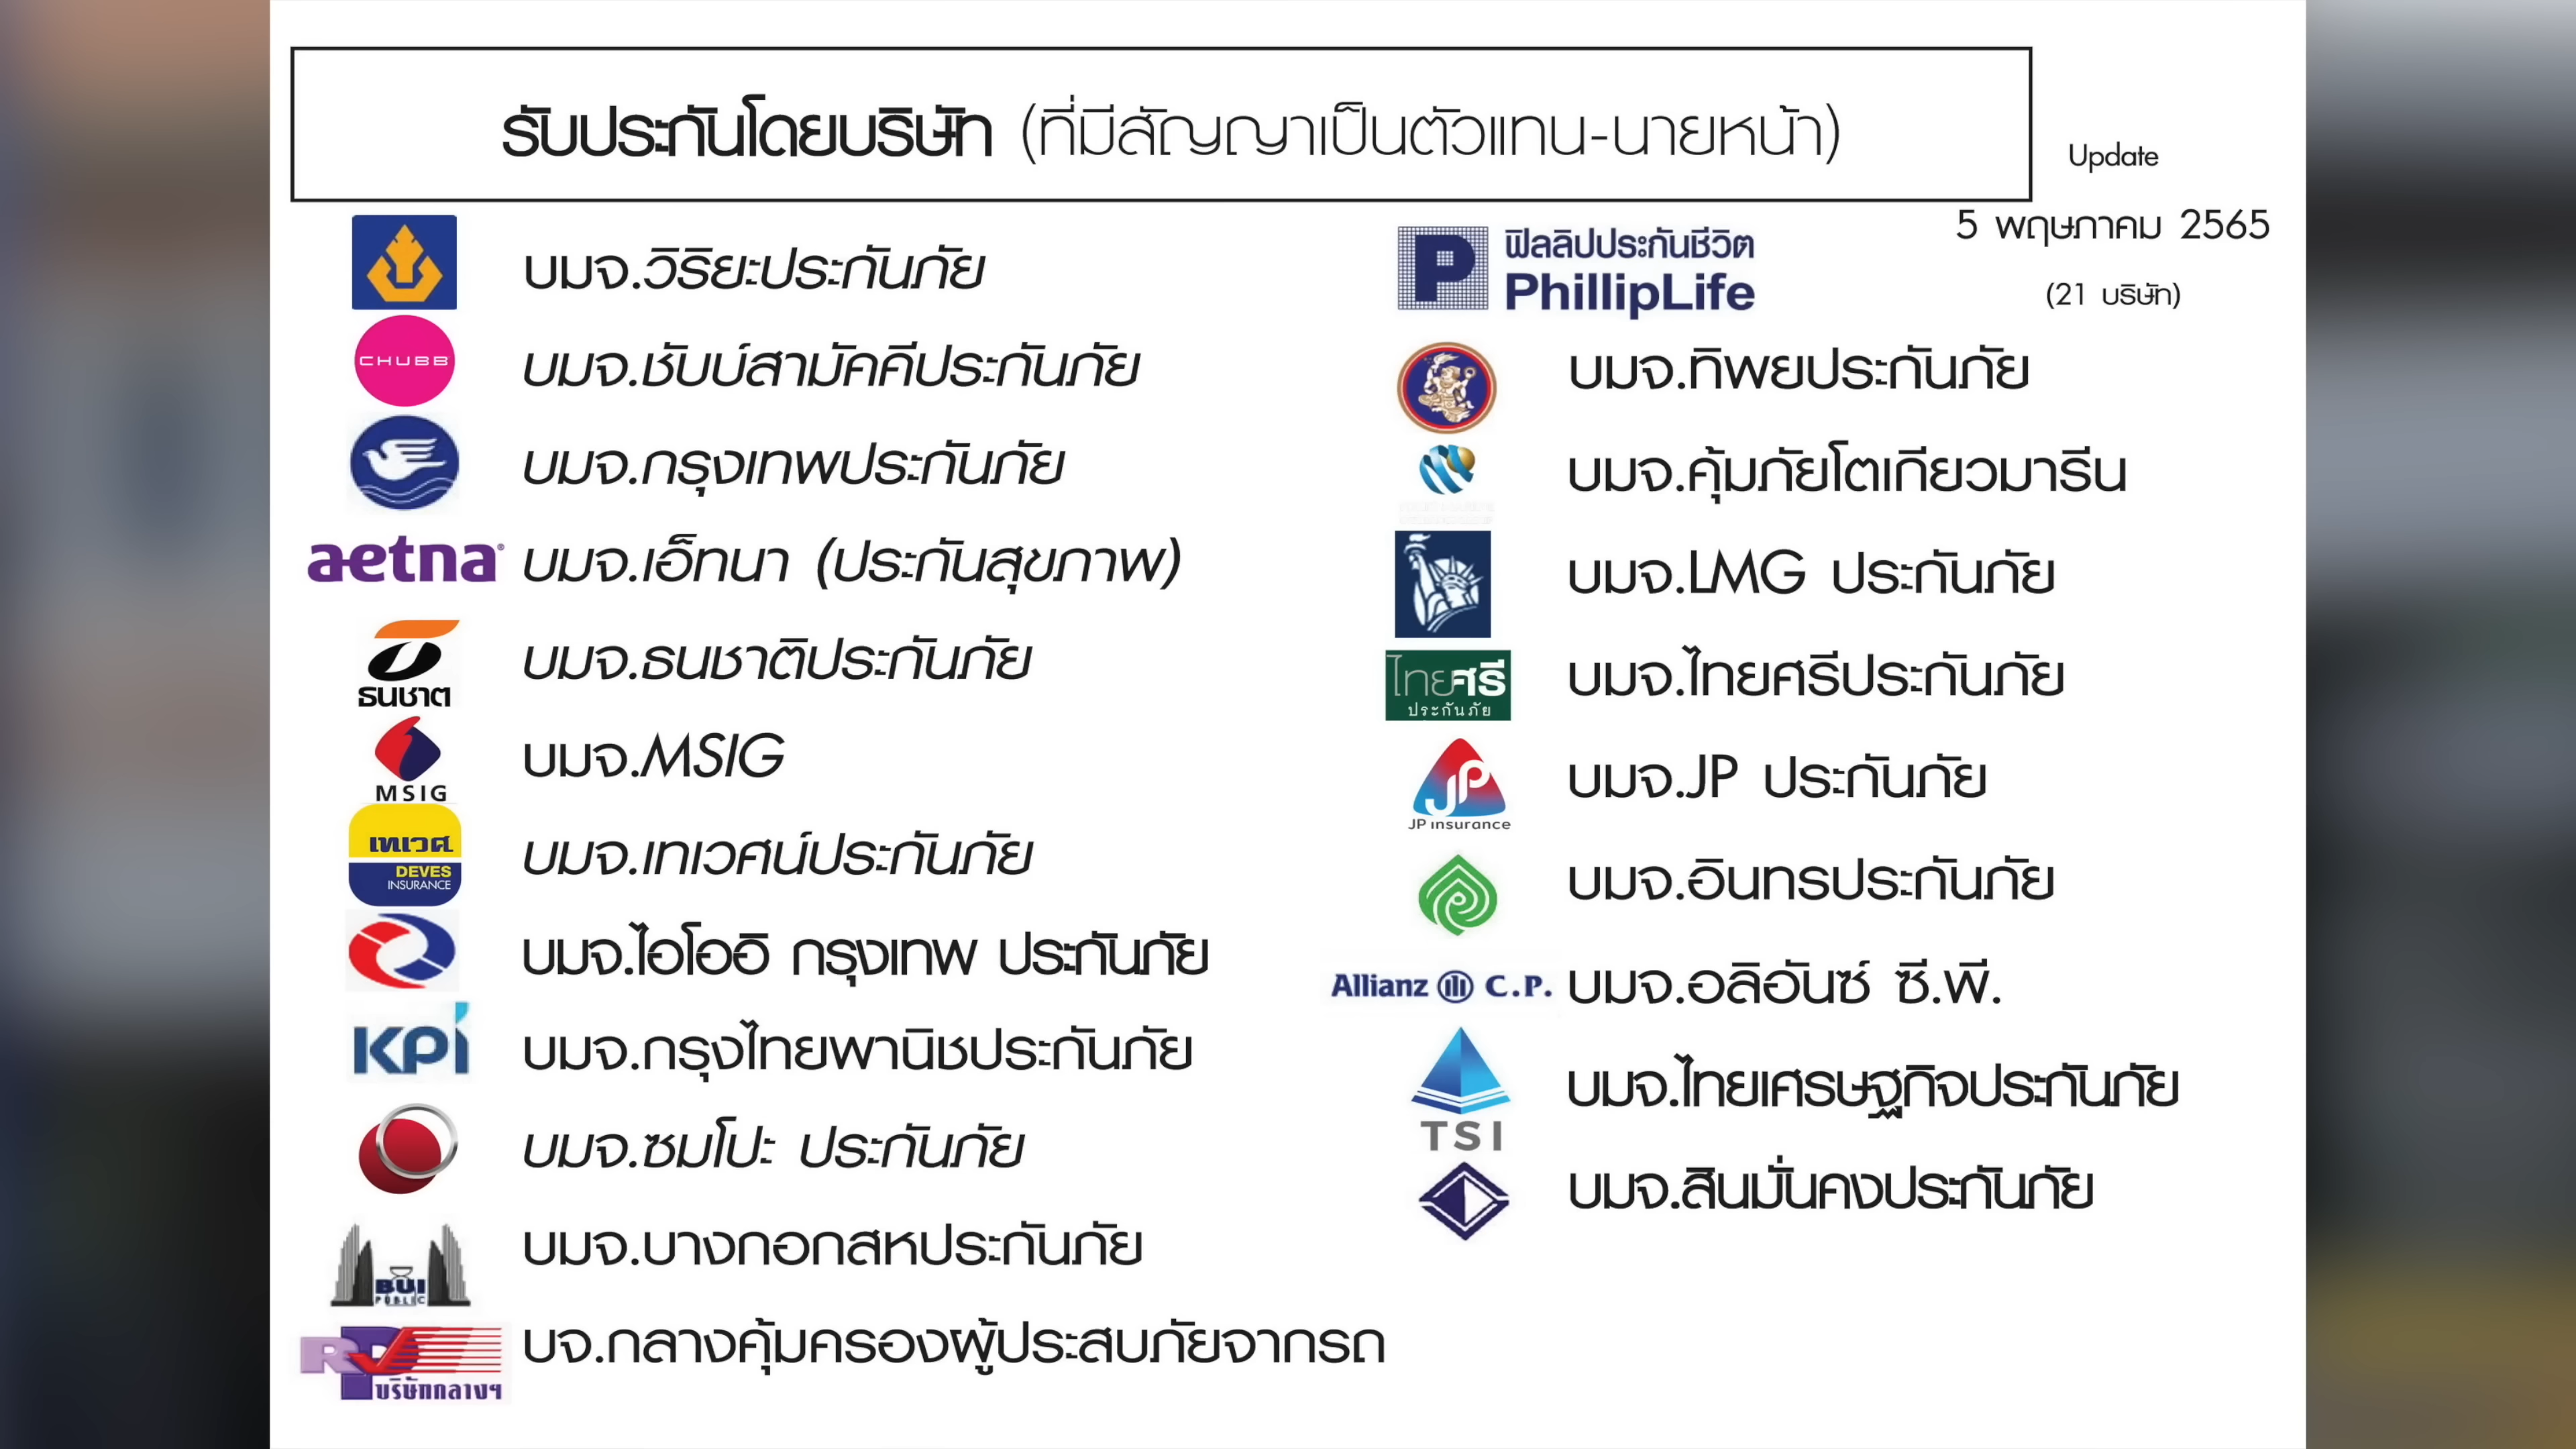 รับประกันโดยบริษัท (ที่มีสัญญาเป็นตัวแทน-นายหน้า)
Update
5 พฤษภาคม 2565
(21 บริษัท)
บมจ.วิริยะประกันภัย
CHUBB
บมจ.ชับบ์สามัคคีประกันภัย
บมจ.กรุงเทพประกันภัย
aetna®
บมจ.เอ็ทนา (ประกันสุขภาพ)
ธนชาต
บมจ.ธนชาติประกันภัย
MSIG
บมจ.MSIG
เทเวศ
DEVES
INSURANCE
บมจ.เทเวศน์ประกันภัย
บมจ.ไอโออิ กรุงเทพ ประกันภัย
KPI
บมจ.กรุงไทยพานิชประกันภัย
บมจ.ซมโปะ ประกันภัย
BUI
PUBLIC
บมจ.บางกอกสหประกันภัย
RVP
บริษัทกลางฯ
บจ.กลางคุ้มครองผู้ประสบภัยจากรถ
P
ฟิลลิปประกันชีวิต
PhillipLife
บมจ.ทิพยประกันภัย
บมจ.คุ้มภัยโตเกียวมารีน
บมจ.LMG ประกันภัย
ไทยศรี
ประกันภัย
บมจ.ไทยศรีประกันภัย
JP
JP insurance
บมจ.JP ประกันภัย
บมจ.อินทรประกันภัย
Allianz C.P.
บมจ.อลิอันซ์ ซี.พี.
TSI
บมจ.ไทยเศรษฐกิจประกันภัย
บมจ.สินมั่นคงประกันภัย